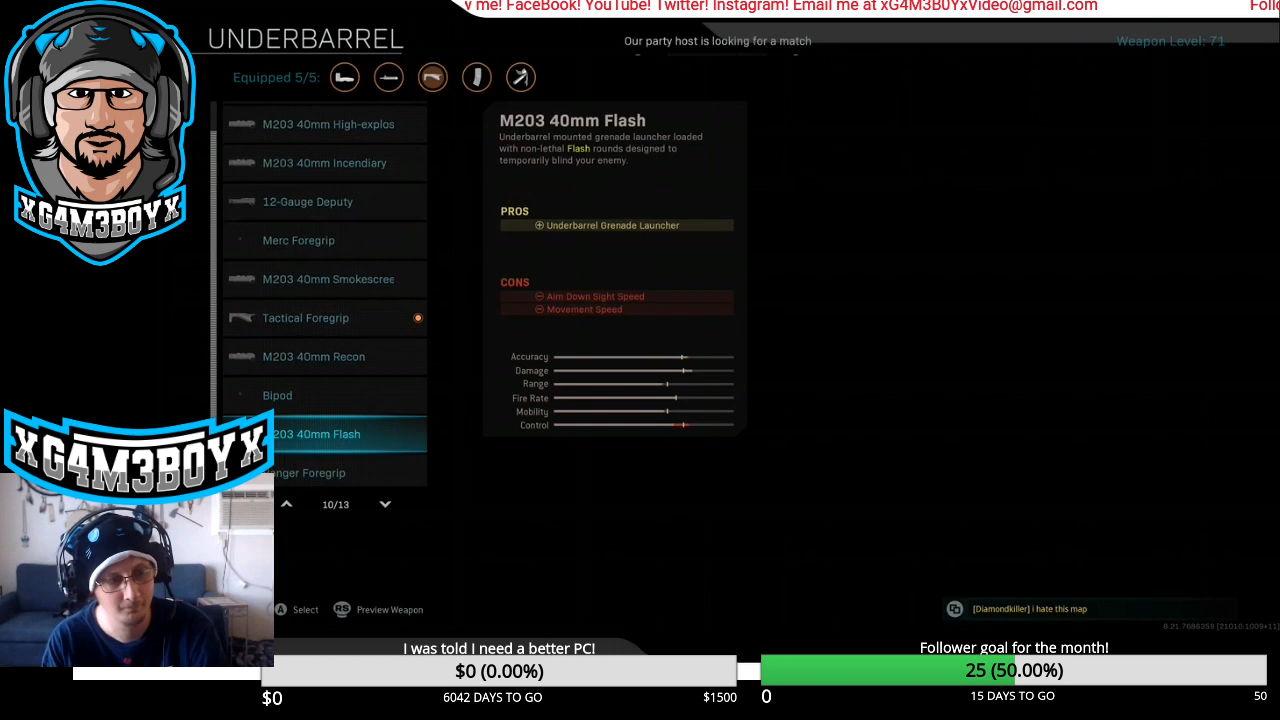 w me! FaceBook! YouTube! Twitter! Instagram! Email me at xG4M3B0YxVideo@gmail.com
UNDERBARREL
Our party host is looking for a match
Weapon Level: 71
Equipped 5/5:
XG4M3B0YX
M203 40mm High-explos
M203 40mm Incendiary
12-Gauge Deputy
Merc Foregrip
M203 40mm Smokescree
Tactical Foregrip
M203 40mm Recon
Bipod
203 40mm Flash
nger Foregrip
10/13
M203 40mm Flash
Underbarrel mounted grenade launcher loaded
with non-lethal Flash rounds designed to
temporarily blind your enemy.
PROS
Underbarrel Grenade Launcher
CONS
Aim Down Sight Speed
Movement Speed
Accuracy
Damage
Range
Fire Rate
Mobility
Control
XG4M3B0YX
A Select
RS Preview Weapon
[Diamondkiller] i hate this map
I was told I need a better PC!
$0 (0.00%)
$0
6042 DAYS TO GO
$1500
Follower goal for the month!
25 (50.00%)
0
15 DAYS TO GO
50